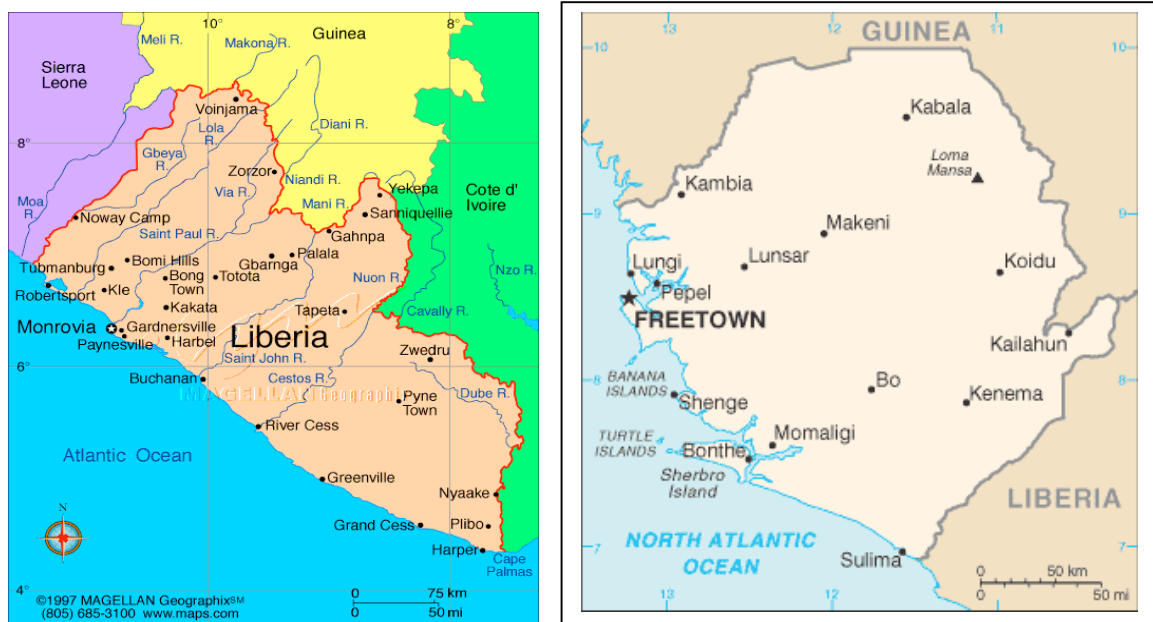 10°
8°
Meli R.
Makona R.
Guinea
Sierra
Leone
Voinjama
Lola
R.
Diani R.
8°
Gbeya
R.
Zorzor
Niandi R.
Via R.
Yekepa
Cote d'
Ivoire
Moa
R.
Mani R.
Noway Camp
Sanniquellie
Saint Paul R.
Gahnpa
Bomi Hills
Palala
Gbarnga
Tubmanburg
Bong
Town
Totota
Nuon R.
Nzo R.
Robertsport
Kle
Kakata
Cavally R.
Tapeta
Monrovia
Gardnersville
Liberia
Paynesville
Harbel
Zwedru
Saint John R.
6°
Buchanan
Cestos R.
MAGELLAN Geographix
Dube R.
Pyne
Town
River Cess
Atlantic Ocean
Greenville
N
Nyaake
Grand Cess
Plibo
Harper
Cape
Palmas
4°
©1997 MAGELLAN Geographix℠
(805) 685-3100 www.maps.com
0 75 km
0 50 mi
13
12
11
10
GUINEA
10
Kabala
Loma
Mansa
Kambia
9
9
Makeni
Lungi
Lunsar
Koidu
Pepel
FREETOWN
Kailahun
8
8
BANANA
ISLANDS
Bo
Shenge
Kenema
TURTLE
ISLANDS
Momaligi
Bonthe
Sherbro
Island
LIBERIA
7
NORTH ATLANTIC
OCEAN
Sulima
7
0 50 km
0 50 mi
13
12
11